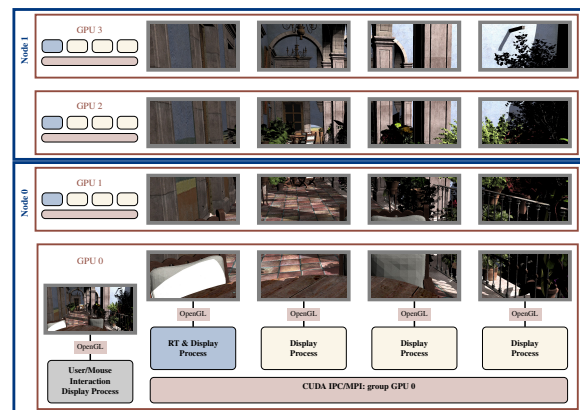 Node 1
GPU 3
GPU 2
Node 0
GPU 1
GPU 0
OpenGL
OpenGL
OpenGL
OpenGL
OpenGL
User/Mouse
Interaction
Display Process
RT & Display
Process
Display
Process
Display
Process
Display
Process
CUDA IPC/MPI: group GPU 0